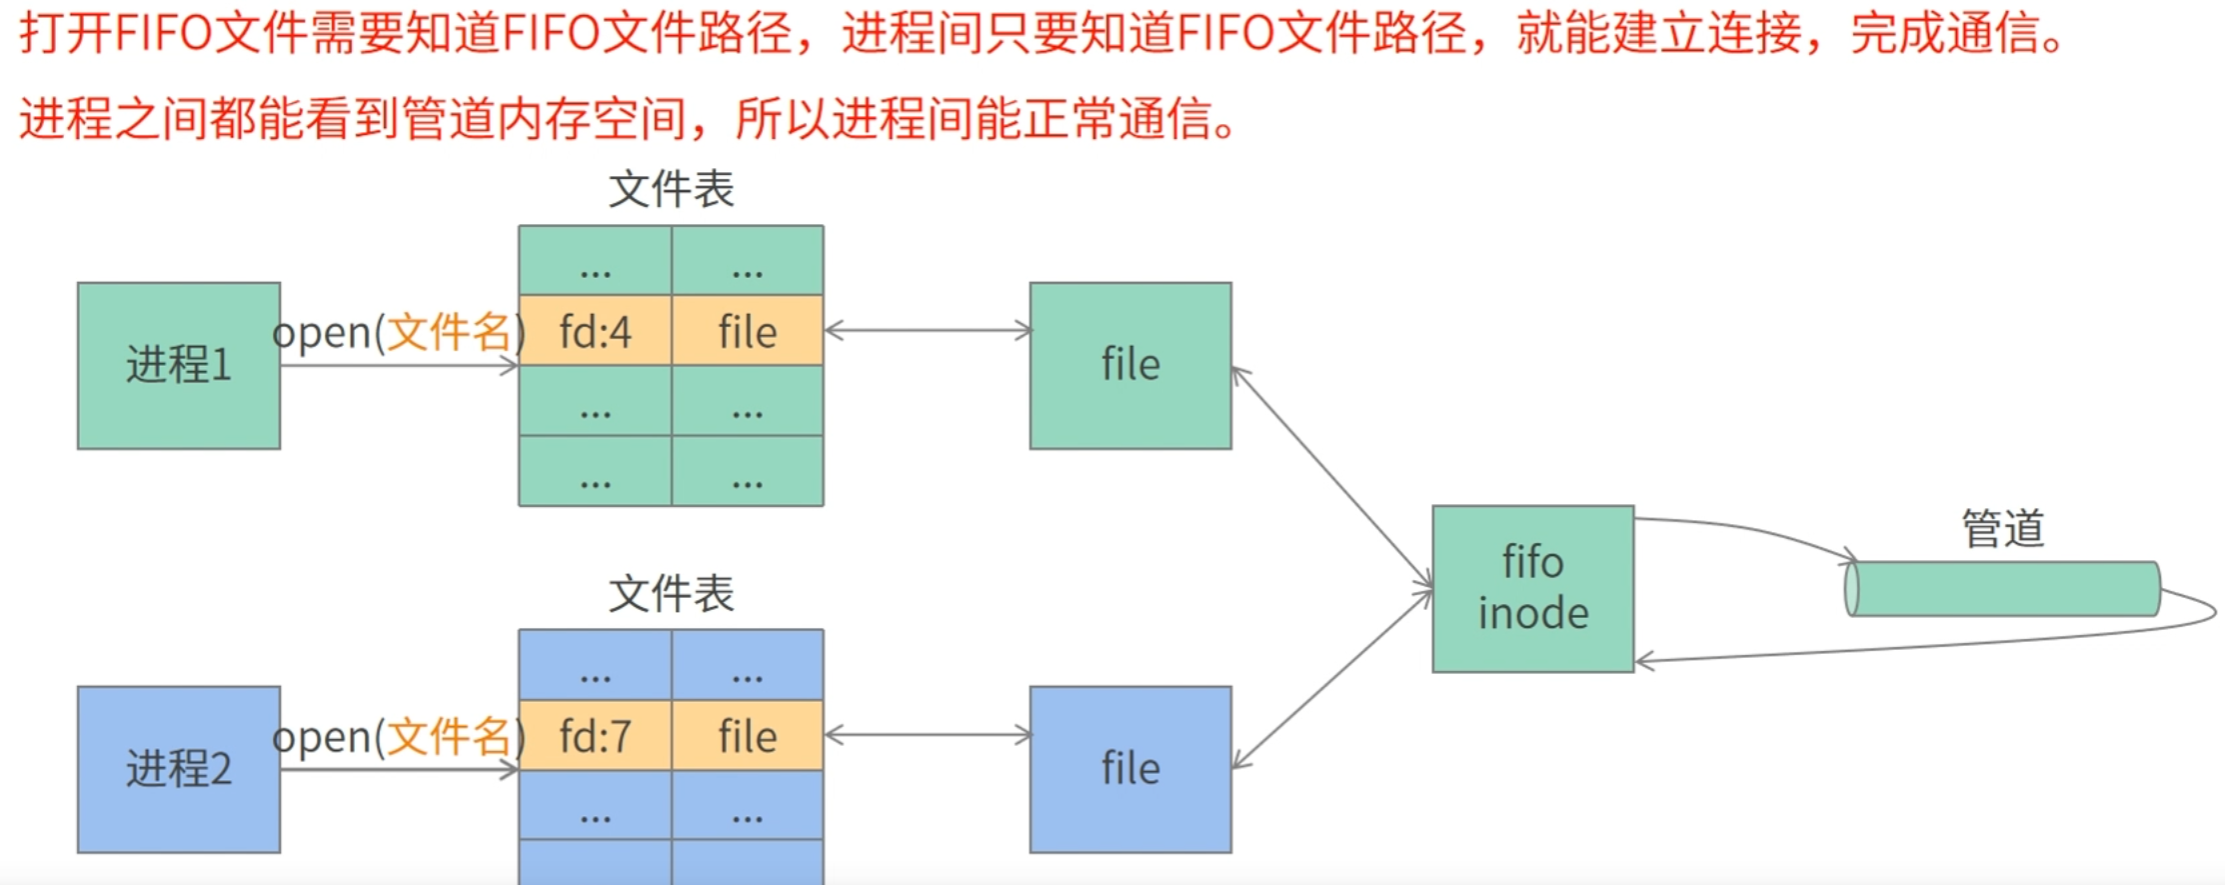 打开FIFO文件需要知道FIFO文件路径，进程间只要知道FIFO文件路径，就能建立连接，完成通信。
进程之间都能看到管道内存空间，所以进程间能正常通信。
文件表
... ...
进程1
open(文件名)
fd:4 file
file
... ...
... ...
fifo
inode
管道
文件表
... ...
进程2
open(文件名)
fd:7 file
file
... ...